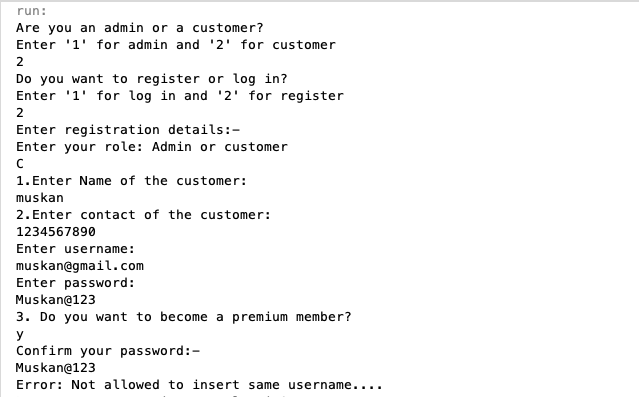 run:
Are you an admin or a customer?
Enter '1' for admin and '2' for customer
2
Do you want to register or log in?
Enter '1' for log in and '2' for register
2
Enter registration details:-
Enter your role: Admin or customer
C
1.Enter Name of the customer:
muskan
2.Enter contact of the customer:
1234567890
Enter username:
muskan@gmail.com
Enter password:
Muskan@123
3. Do you want to become a premium member?
y
Confirm your password:-
Muskan@123
Error: Not allowed to insert same username....